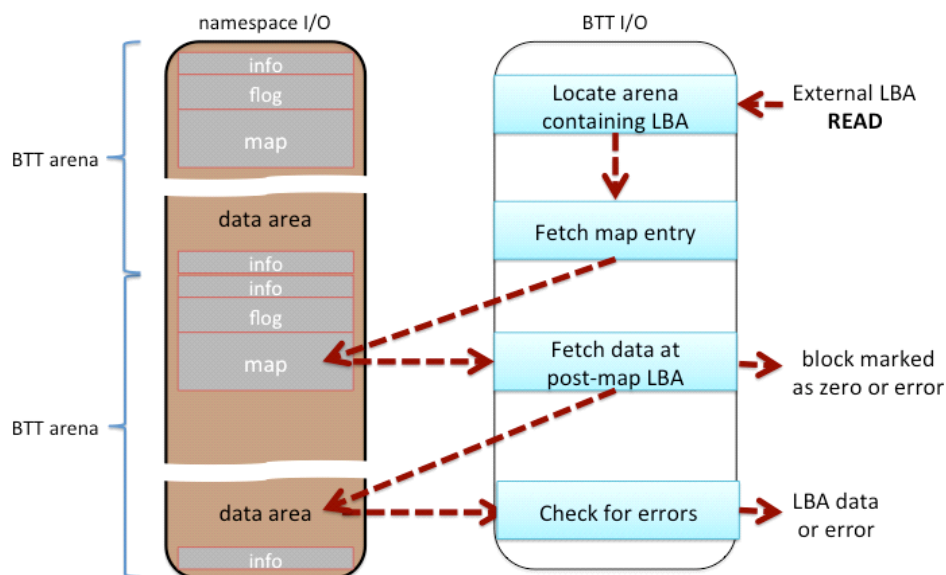 namespace I/O
BTT I/O
info
flog
map
BTT arena
data area
info
info
flog
map
BTT arena
data area
info
Locate arena
containing LBA
External LBA
READ
Fetch map entry
Fetch data at
post-map LBA
block marked
as zero or error
Check for errors
LBA data
or error